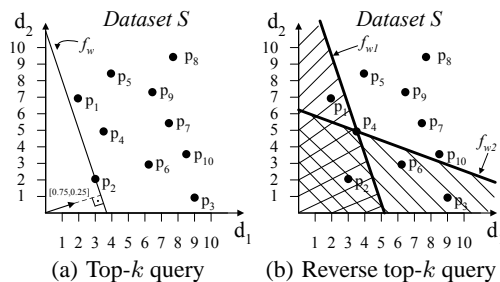 Dataset S
d2
fw
10
9
8
7
6
5
4
3
2
1
p8
p5
p9
p1
p7
p4
p10
p6
p2
p3
[0.75,0.25]
1 2 3 4 5 6 7 8 9 10
d1
(a) Top-k query
Dataset S
d2
fw1
10
9
8
7
6
5
4
3
2
1
p8
p5
p9
p1
p7
p4
fw2
p10
p6
p2
p3
1 2 3 4 5 6 7 8 9 10
d
(b) Reverse top-k query